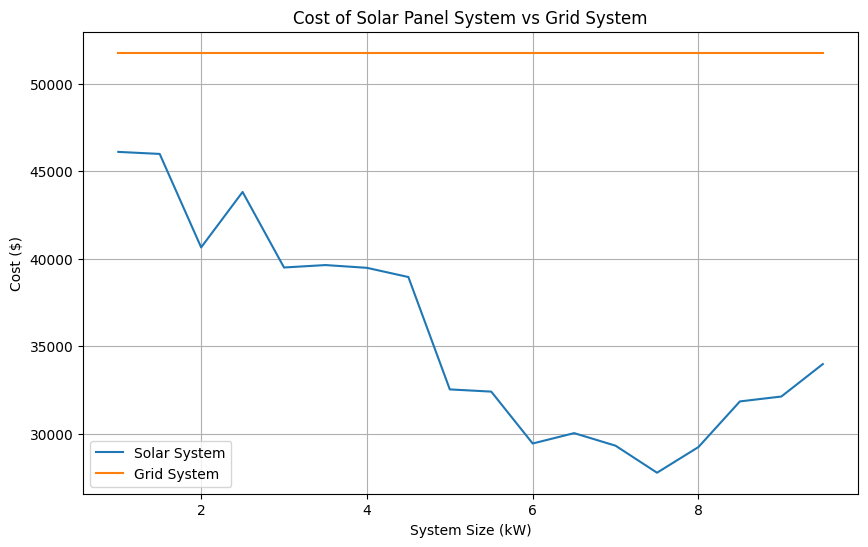 Cost of Solar Panel System vs Grid System
Cost ($)
50000
45000
40000
35000
30000
Solar System
Grid System
2
4
6
8
System Size (kW)